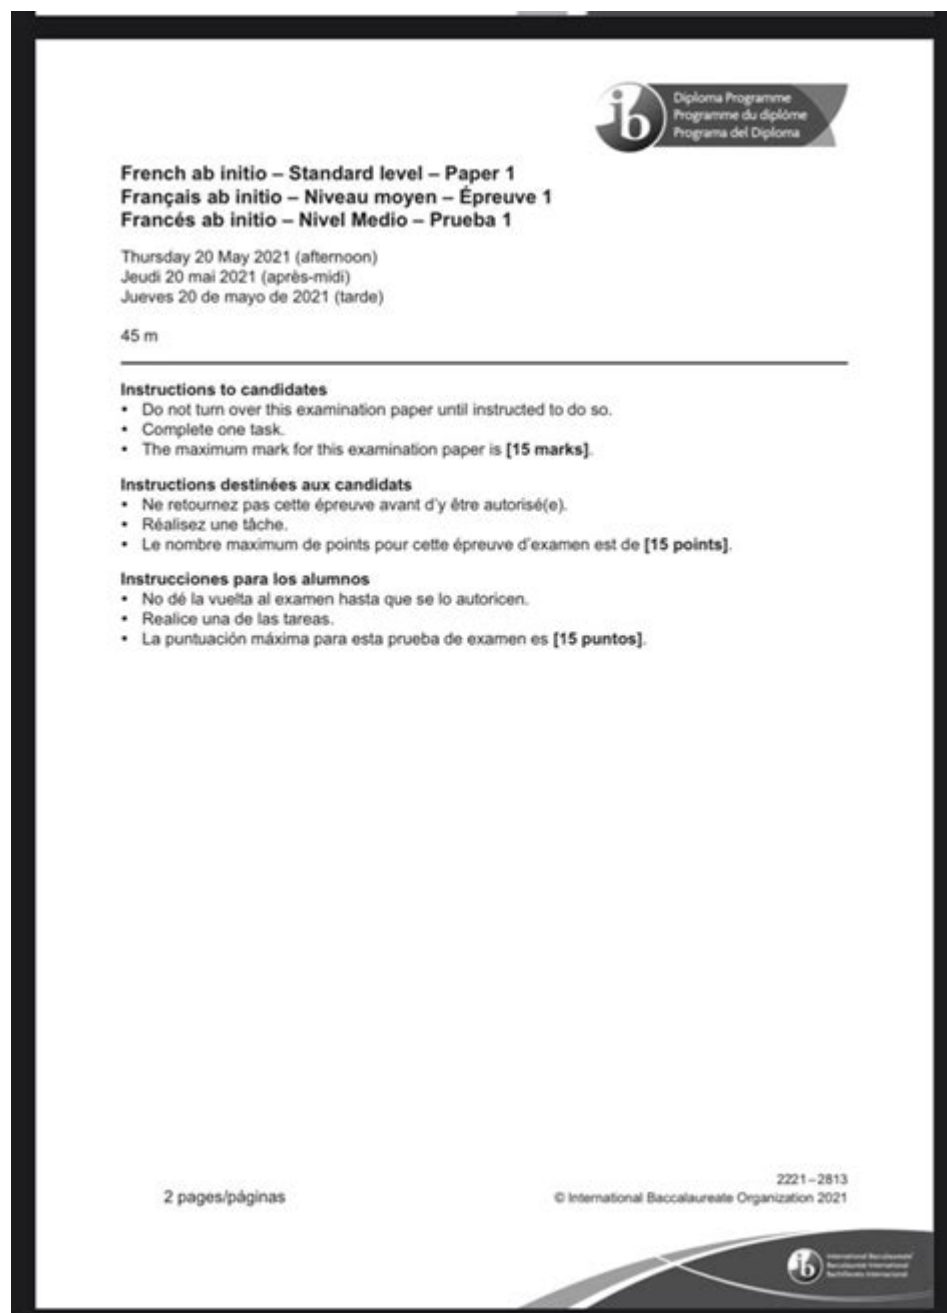 Diploma Programme
Programme du diplôme
Programa del Diploma
French ab initio – Standard level – Paper 1
Français ab initio – Niveau moyen – Épreuve 1
Francés ab initio – Nivel Medio – Prueba 1
Thursday 20 May 2021 (afternoon)
Jeudi 20 mai 2021 (après-midi)
Jueves 20 de mayo de 2021 (tarde)
45 m
Instructions to candidates
• Do not turn over this examination paper until instructed to do so.
• Complete one task.
• The maximum mark for this examination paper is [15 marks].
Instructions destinées aux candidats
• Ne retournez pas cette épreuve avant d’y être autorisé(e).
• Réalisez une tâche.
• Le nombre maximum de points pour cette épreuve d’examen est de [15 points].
Instrucciones para los alumnos
• No dé la vuelta al examen hasta que se lo autoricen.
• Realice una de las tareas.
• La puntuación máxima para esta prueba de examen es [15 puntos].
2221–2813
2 pages/páginas
© International Baccalaureate Organization 2021
International Baccalaureate
Baccalauréat International
Bachillerato Internacional